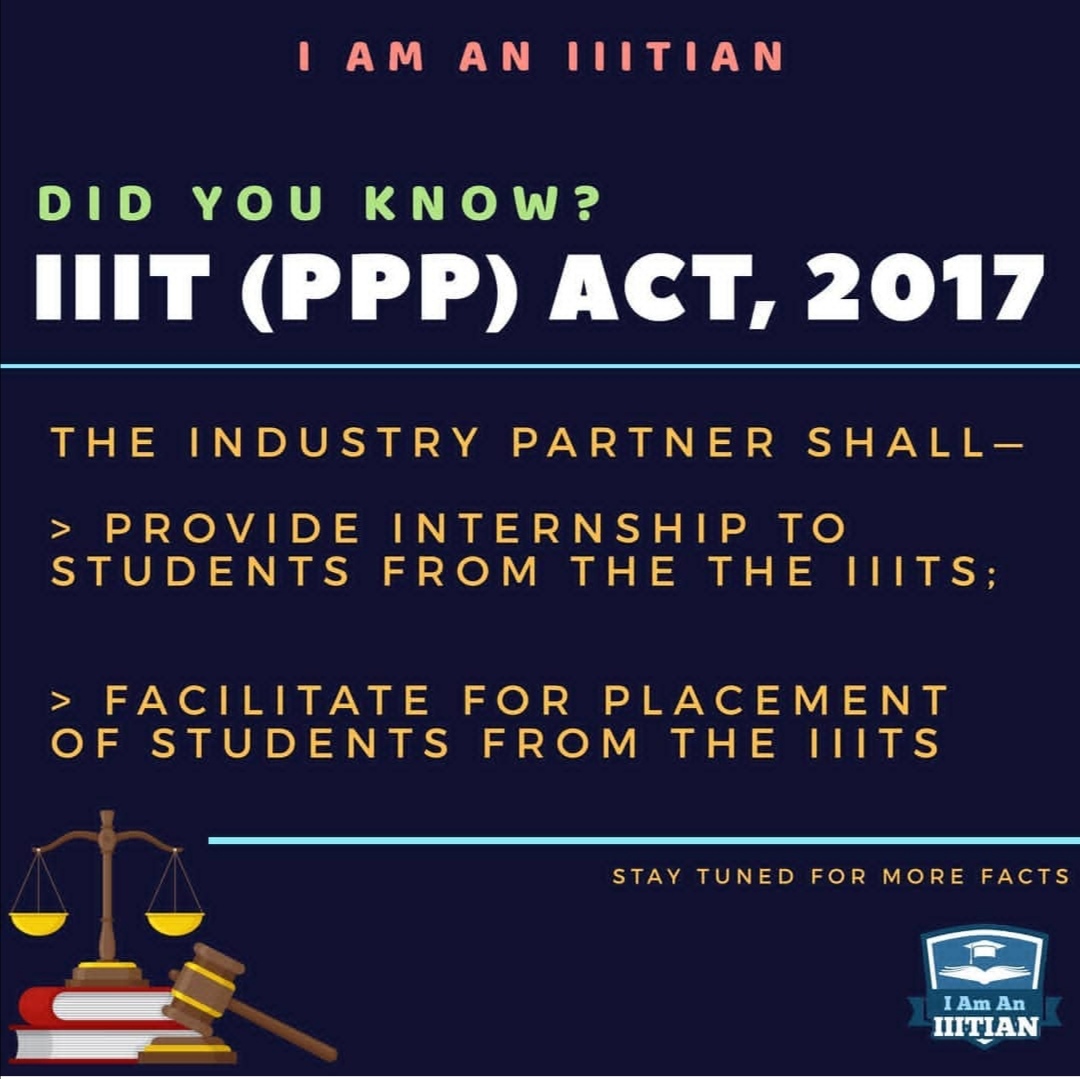 I AM AN IIITIAN
DID YOU KNOW?
IIIT (PPP) ACT, 2017
THE INDUSTRY PARTNER SHALL—
> PROVIDE INTERNSHIP TO
STUDENTS FROM THE THE IIITS;
> FACILITATE FOR PLACEMENT
OF STUDENTS FROM THE IIITS
STAY TUNED FOR MORE FACTS
I Am An
IIITIAN